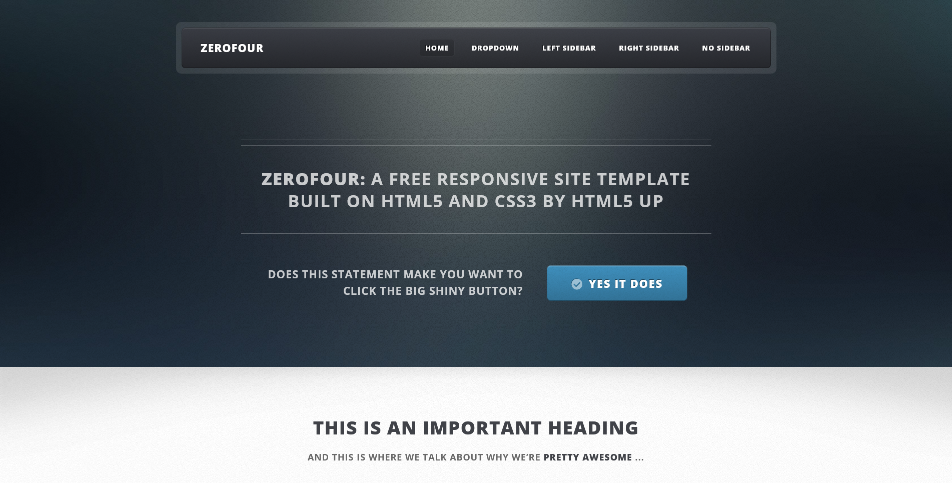 ZEROFOUR
HOME DROPDOWN LEFT SIDEBAR RIGHT SIDEBAR NO SIDEBAR
ZEROFOUR: A FREE RESPONSIVE SITE TEMPLATE
BUILT ON HTML5 AND CSS3 BY HTML5 UP
DOES THIS STATEMENT MAKE YOU WANT TO
CLICK THE BIG SHINY BUTTON?
YES IT DOES
THIS IS AN IMPORTANT HEADING
AND THIS IS WHERE WE TALK ABOUT WHY WE'RE PRETTY AWESOME ...